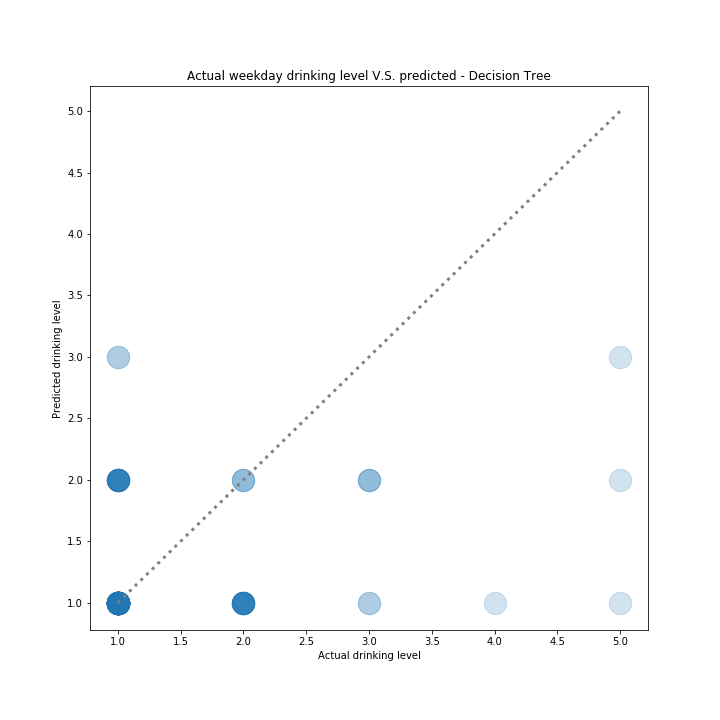 Actual weekday drinking level V.S. predicted - Decision Tree
5.0
4.5
4.0
3.5
3.0
2.5
2.0
1.5
1.0
Predicted drinking level
1.0 1.5 2.0 2.5 3.0 3.5 4.0 4.5 5.0
Actual drinking level